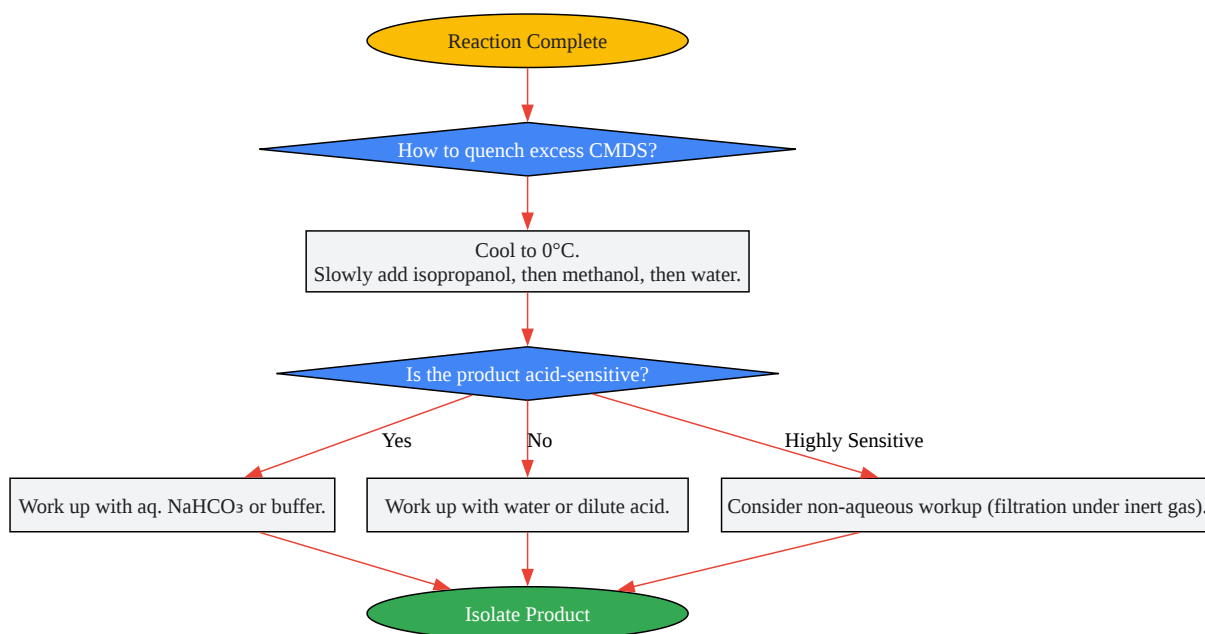 Reaction Complete
How to quench excess CMDS?
Cool to 0°C.
Slowly add isopropanol, then methanol, then water.
Is the product acid-sensitive?
Yes
No
Highly Sensitive
Work up with aq. NaHCO₃ or buffer.
Work up with water or dilute acid.
Consider non-aqueous workup (filtration under inert gas).
Isolate Product